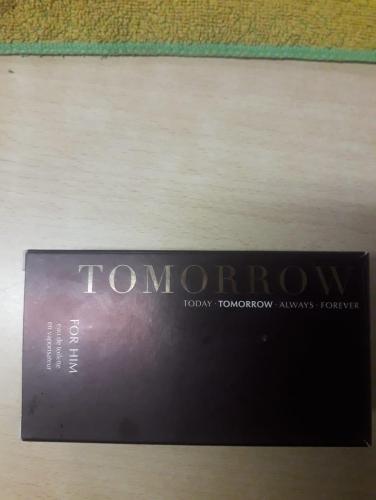 TOMORROW
TODAY · TOMORROW · ALWAYS · FOREVER
FOR HIM
eau de toilette
en vaporisateur